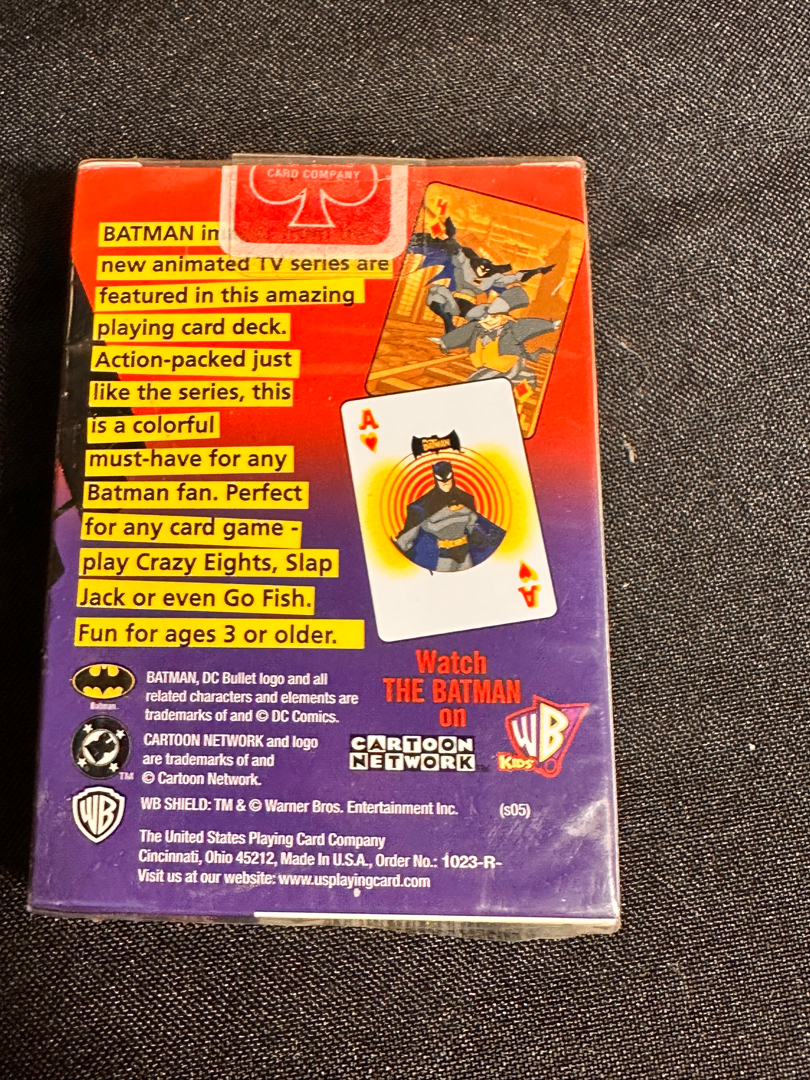 CARD COMPANY
BATMAN
new animated TV series are
featured in this amazing
playing card deck.
Action-packed just
like the series, this
is a colorful
must-have for any
Batman fan. Perfect
for any card game -
play Crazy Eights, Slap
Jack or even Go Fish.
Fun for ages 3 or older.
4
A
BATMAN
A
Watch
THE BATMAN
on
CARTOON
NETWORK
WB
KIDS'
Batman
BATMAN, DC Bullet logo and all
related characters and elements are
trademarks of and © DC Comics.
DC
TM
CARTOON NETWORK and logo
are trademarks of and
© Cartoon Network.
WB
WB SHIELD: TM & © Warner Bros. Entertainment Inc. (s05)
The United States Playing Card Company
Cincinnati, Ohio 45212, Made In U.S.A., Order No.: 1023-R-
Visit us at our website: www.usplayingcard.com